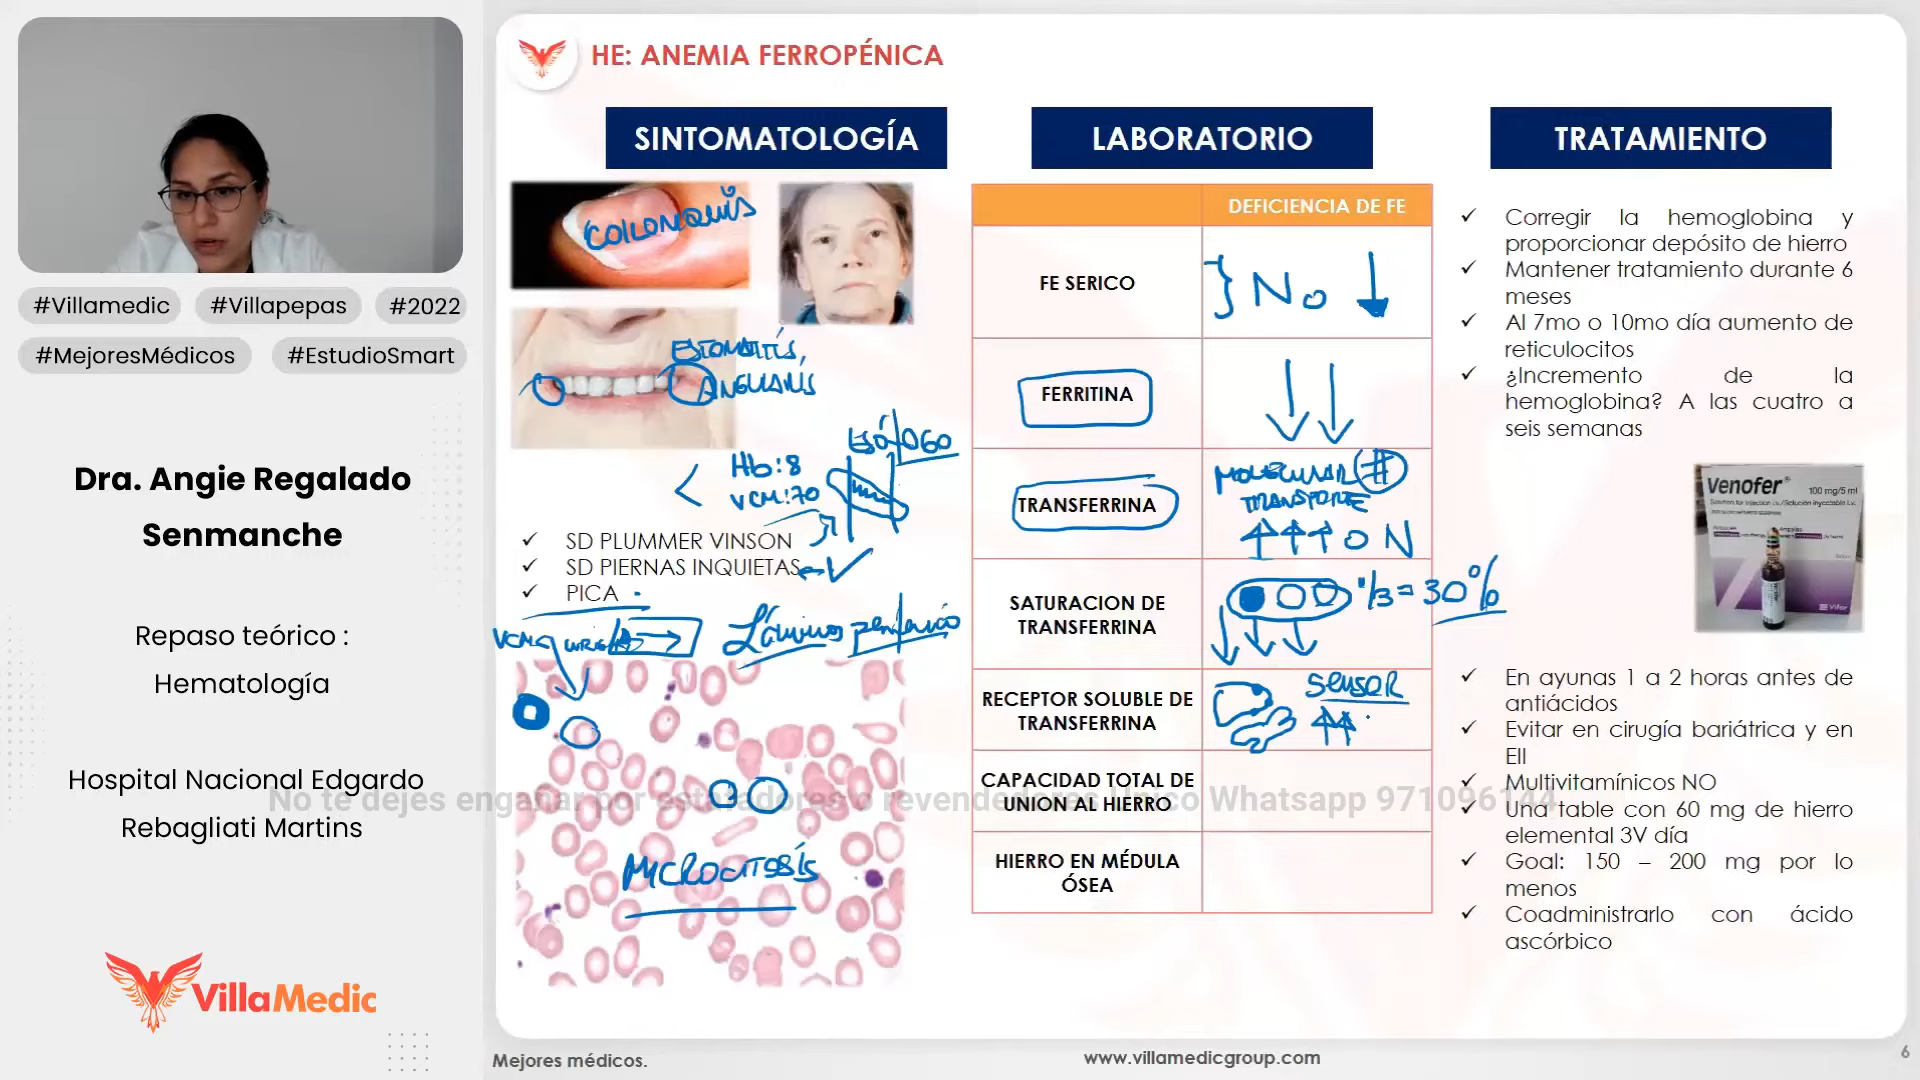 #Villamedic #Villapepas #2022
#MejoresMédicos #EstudioSmart
Dra. Angie Regalado
Senmanche
Repaso teórico :
Hematología
Hospital Nacional Edgardo
Rebagliati Martins
VillaMedic
HE: ANEMIA FERROPÉNICA
SINTOMATOLOGÍA
COILONIQUIS
ESTOMATITIS,
ANGULARIS
ESÓFAGO
< Hb:8
VCM:70
SD PLUMMER VINSON
SD PIERNAS INQUIETAS
PICA
VCM
Lámina periférica
MICROCITOSIS
LABORATORIO
DEFICIENCIA DE FE
FE SERICO
No ↓
FERRITINA
↓ ↓
TRANSFERRINA
MOLECULAR
TRANSPORTE
↑↑↑ O N
SATURACION DE
TRANSFERRINA
1/3 = 30%
↓ ↓ ↓
RECEPTOR SOLUBLE DE
TRANSFERRINA
SENSOR
↑↑
CAPACIDAD TOTAL DE
UNION AL HIERRO
HIERRO EN MÉDULA
ÓSEA
TRATAMIENTO
Corregir la hemoglobina y
proporcionar depósito de hierro
Mantener tratamiento durante 6
meses
Al 7mo o 10mo día aumento de
reticulocitos
¿Incremento de la
hemoglobina? A las cuatro a
seis semanas
Venofer 100 mg/5 ml
Vifor
En ayunas 1 a 2 horas antes de
antiácidos
Evitar en cirugía bariátrica y en
EII
Multivitamínicos NO
Una table con 60 mg de hierro
elemental 3V día
Goal: 150 – 200 mg por lo
menos
Coadministrarlo con ácido
ascórbico
No te dejes engañar por estafadores o revendedores Unico Whatsapp 971096144
Mejores médicos.
www.villamedicgroup.com
6